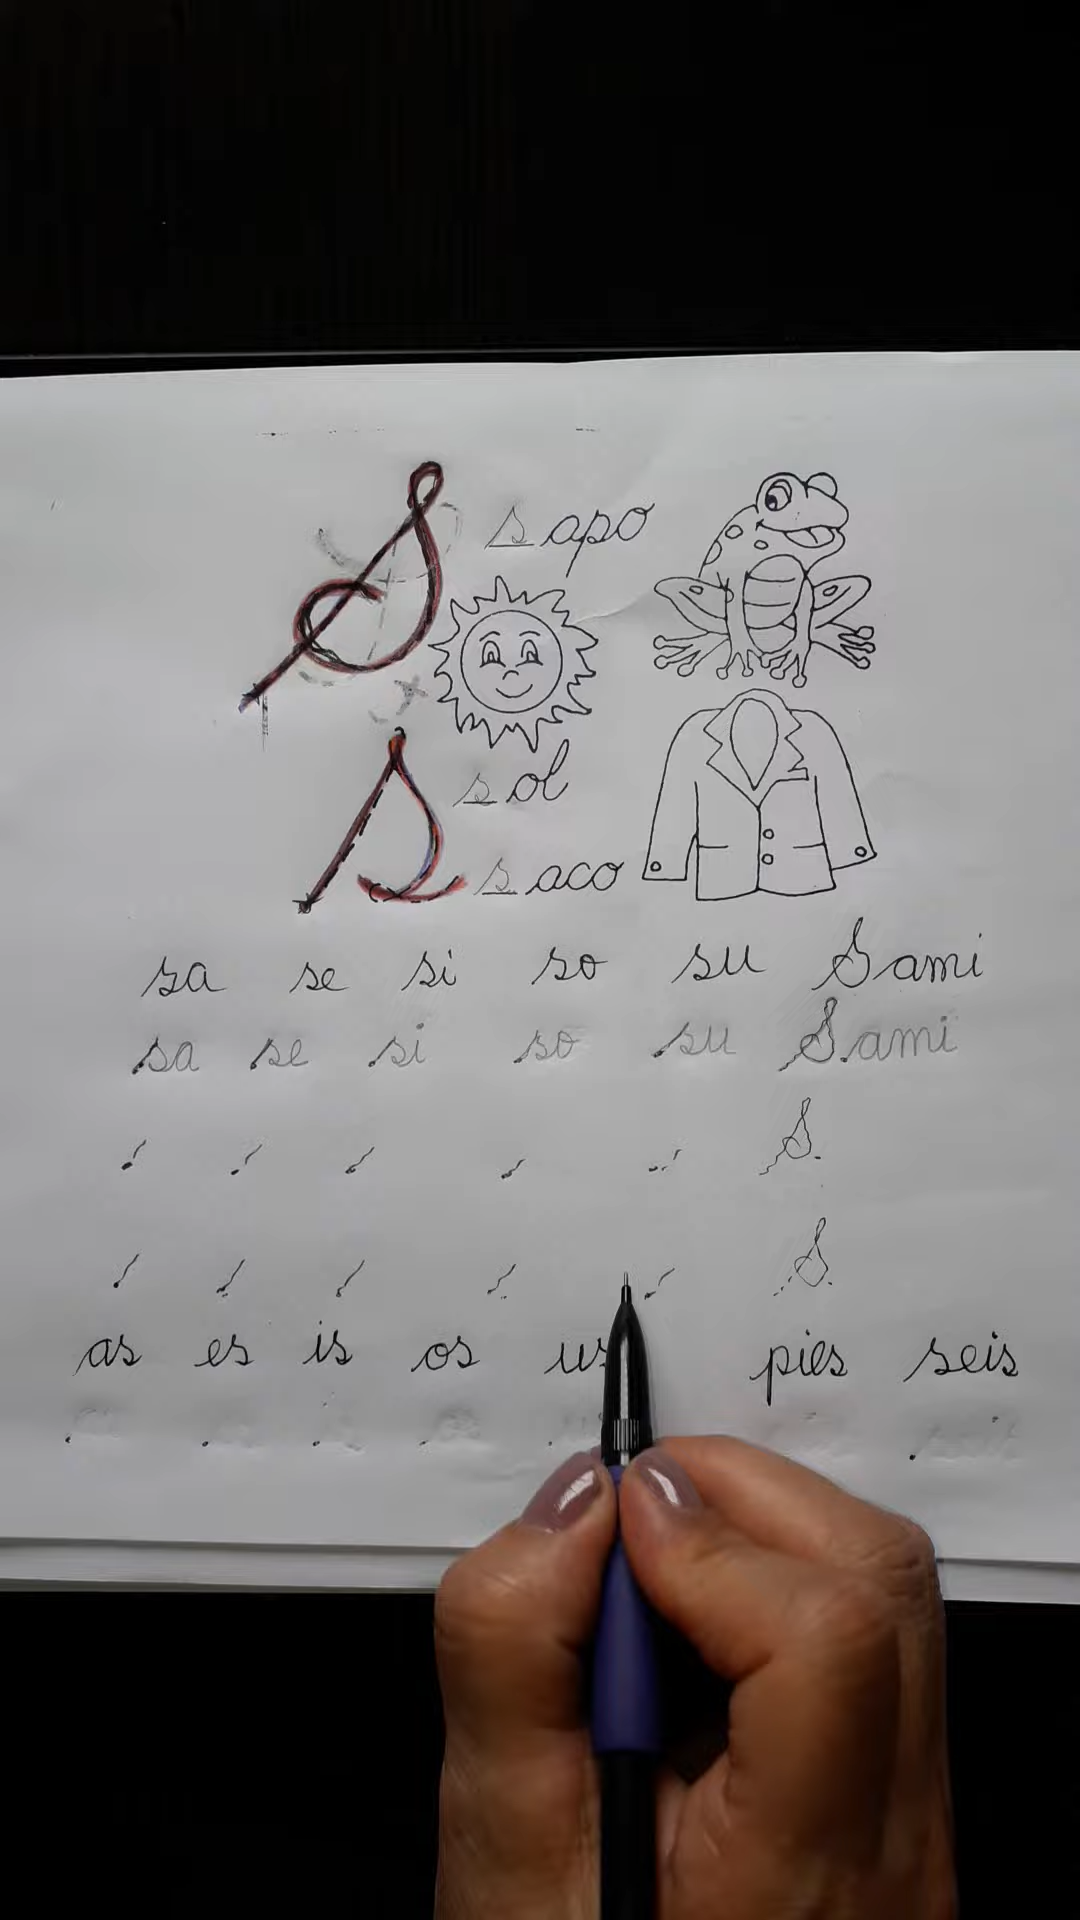 S sapo
s sol
saco
sa se si so su Sami
sa se si so su Sami
S
S
as es is os us pies seis